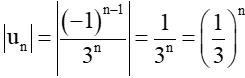 |uₙ| = |(-1)ⁿ⁻¹ / 3ⁿ| = 1 / 3ⁿ = (1 / 3)ⁿ